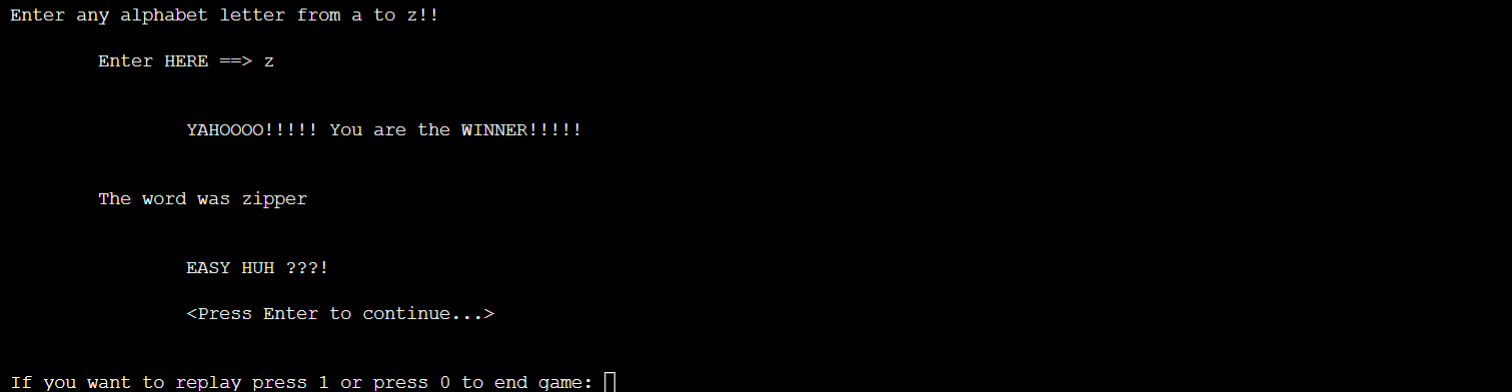 Enter any alphabet letter from a to z!!
Enter HERE ==> z
YAHOOOO!!!!! You are the WINNER!!!!!
The word was zipper
EASY HUH ???!
<Press Enter to continue...>
If you want to replay press 1 or press 0 to end game: